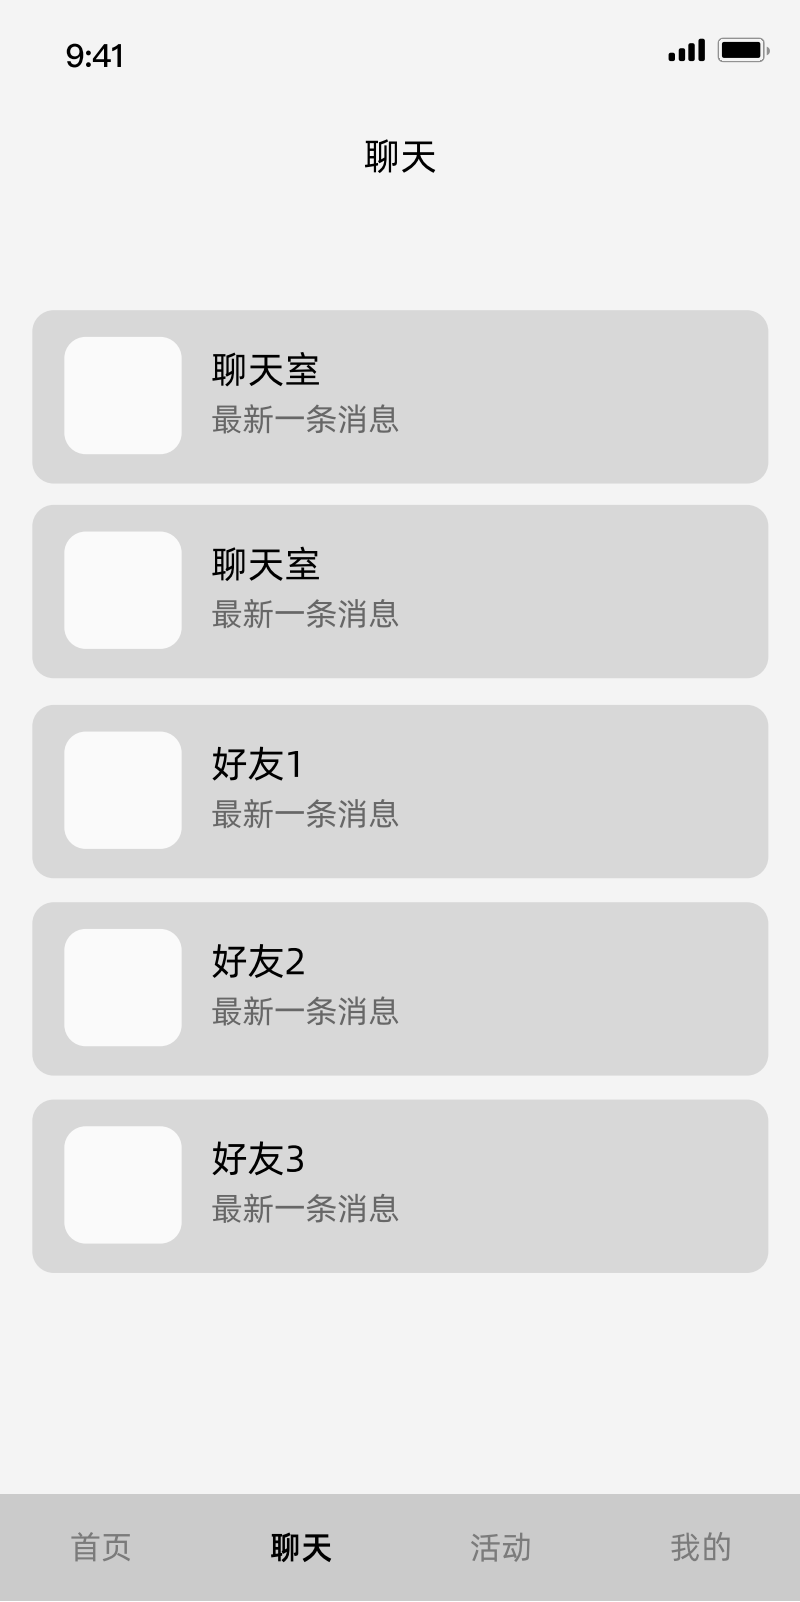 9:41
聊天
聊天室
最新一条消息
聊天室
最新一条消息
好友1
最新一条消息
好友2
最新一条消息
好友3
最新一条消息
首页 聊天 活动 我的